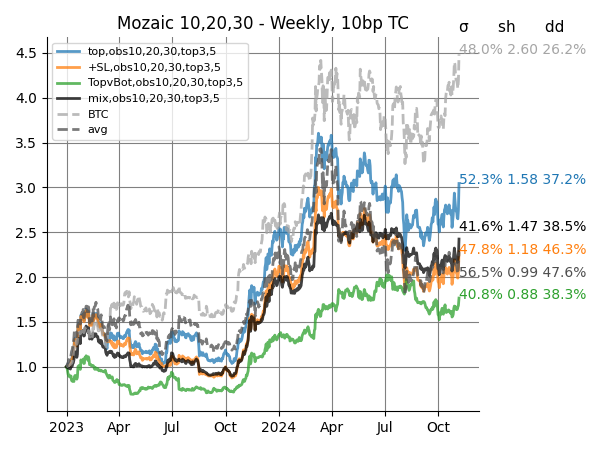 Mozaic 10,20,30 - Weekly, 10bp TC
σ sh dd
top,obs10,20,30,top3,5
+SL,obs10,20,30,top3,5
TopvBot,obs10,20,30,top3,5
mix,obs10,20,30,top3,5
BTC
avg
48.0% 2.60 26.2%
52.3% 1.58 37.2%
41.6% 1.47 38.5%
47.8% 1.18 46.3%
56.5% 0.99 47.6%
40.8% 0.88 38.3%
4.5
4.0
3.5
3.0
2.5
2.0
1.5
1.0
2023 Apr Jul Oct 2024 Apr Jul Oct